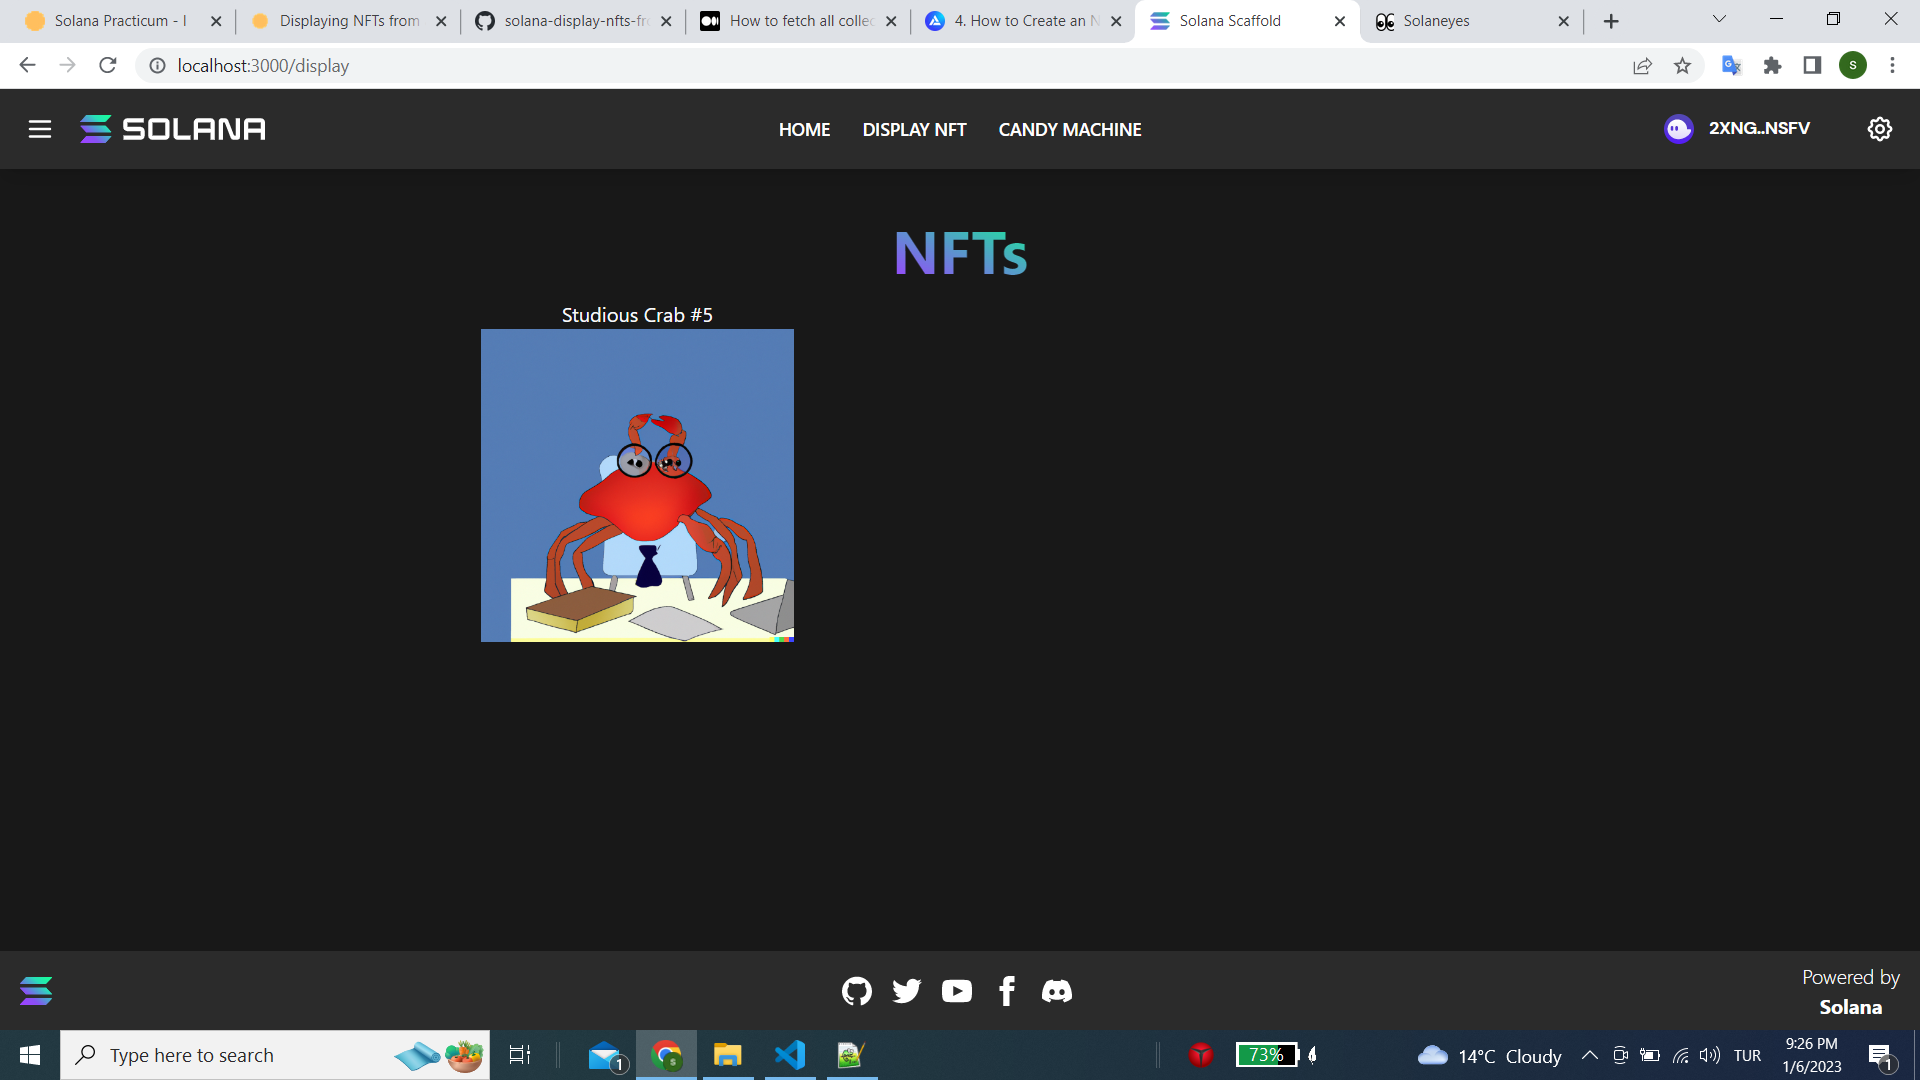 Solana Practicum - I
Displaying NFTs from
solana-display-nfts-fr
How to fetch all collec
4. How to Create an N
Solana Scaffold
Solaneyes
localhost:3000/display
S
SOLANA
HOME
DISPLAY NFT
CANDY MACHINE
2XNG..NSFV
NFTs
Studious Crab #5
Powered by
Solana
Type here to search
1
S
73%
14°C Cloudy
TUR
9:26 PM
1/6/2023
1